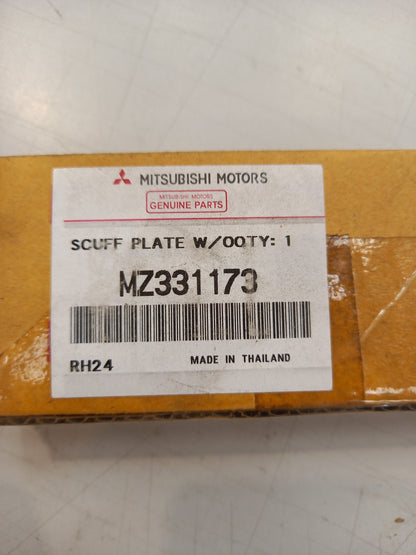 MITSUBISHI MOTORS
MITSUBISHI MOTORS
GENUINE PARTS
SCUFF PLATE W/OQTY: 1
MZ331173
RH24 MADE IN THAILAND